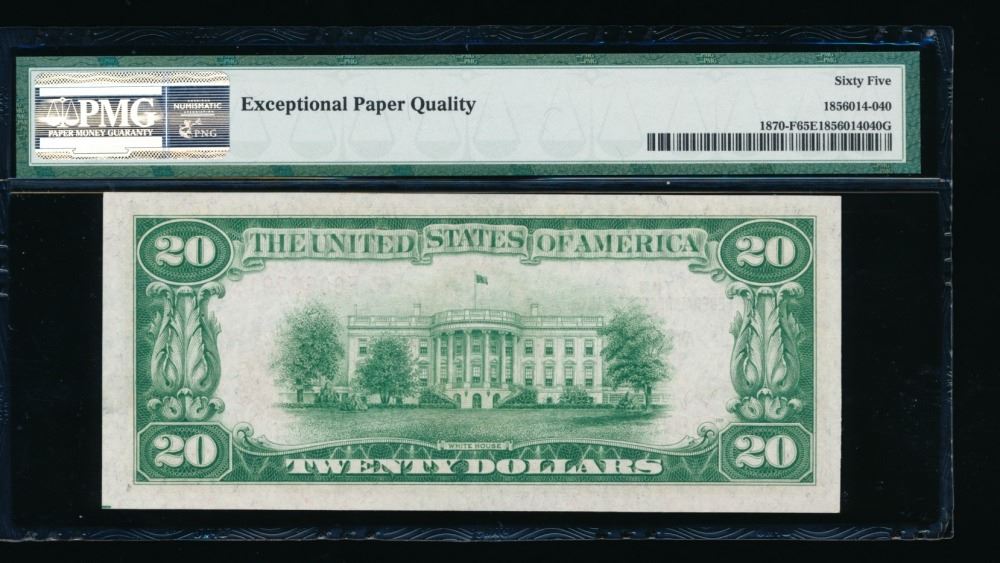 PMG
PAPER MONEY GUARANTY
NUMISMATIC
PNG
Exceptional Paper Quality
Sixty Five
1856014-040
1870-F65E1856014040G
20 THE UNITED STATES OF AMERICA 20
WHITE HOUSE
20 TWENTY DOLLARS 20